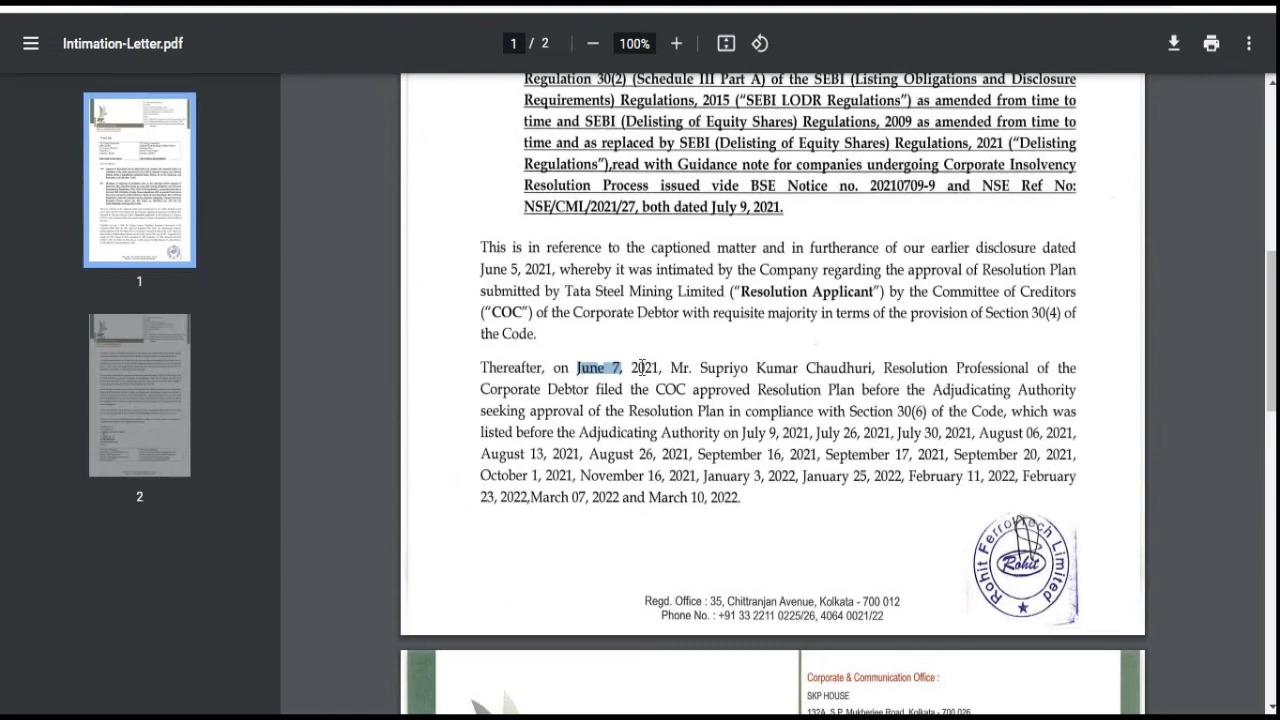 Intimation-Letter.pdf
1 / 2
100%
Regulation 30(2) (Schedule III Part A) of the SEBI (Listing Obligations and Disclosure
Requirements) Regulations, 2015 ("SEBI LODR Regulations") as amended from time to
time and SEBI (Delisting of Equity Shares) Regulations, 2009 as amended from time to
time and as replaced by SEBI (Delisting of Equity Shares) Regulations, 2021 ("Delisting
Regulations")read with Guidance note for companies undergoing Corporate Insolvency
Resolution Process issued vide BSE Notice no. 20210709-9 and NSE Ref No:
NSE/CML/2021/27, both dated July 9, 2021.
This is in reference to the captioned matter and in furtherance of our earlier disclosure dated
June 5, 2021, whereby it was intimated by the Company regarding the approval of Resolution Plan
submitted by Tata Steel Mining Limited ("Resolution Applicant") by the Committee of Creditors
("COC") of the Corporate Debtor with requisite majority in terms of the provision of Section 30(4) of
the Code.
Thereafter, on June 7 2021, Mr. Supriyo Kumar Chaudhuri, Resolution Professional of the
Corporate Debtor filed the COC approved Resolution Plan before the Adjudicating Authority
seeking approval of the Resolution Plan in compliance with Section 30(6) of the Code, which was
listed before the Adjudicating Authority on July 9, 2021, July 26, 2021, July 30, 2021, August 06, 2021,
August 13, 2021, August 26, 2021, September 16, 2021, September 17, 2021, September 20, 2021,
October 1, 2021, November 16, 2021, January 3, 2022, January 25, 2022, February 11, 2022, February
23, 2022,March 07, 2022 and March 10, 2022.
Rohit Ferro-Tech Limited
Rohit
Regd. Office : 35, Chittranjan Avenue, Kolkata - 700 012
Phone No. : +91 33 2211 0225/26, 4064 0021/22
1
2
Corporate & Communication Office :
SKP HOUSE
132A, S.P. Mukherjee Road, Kolkata - 700 026